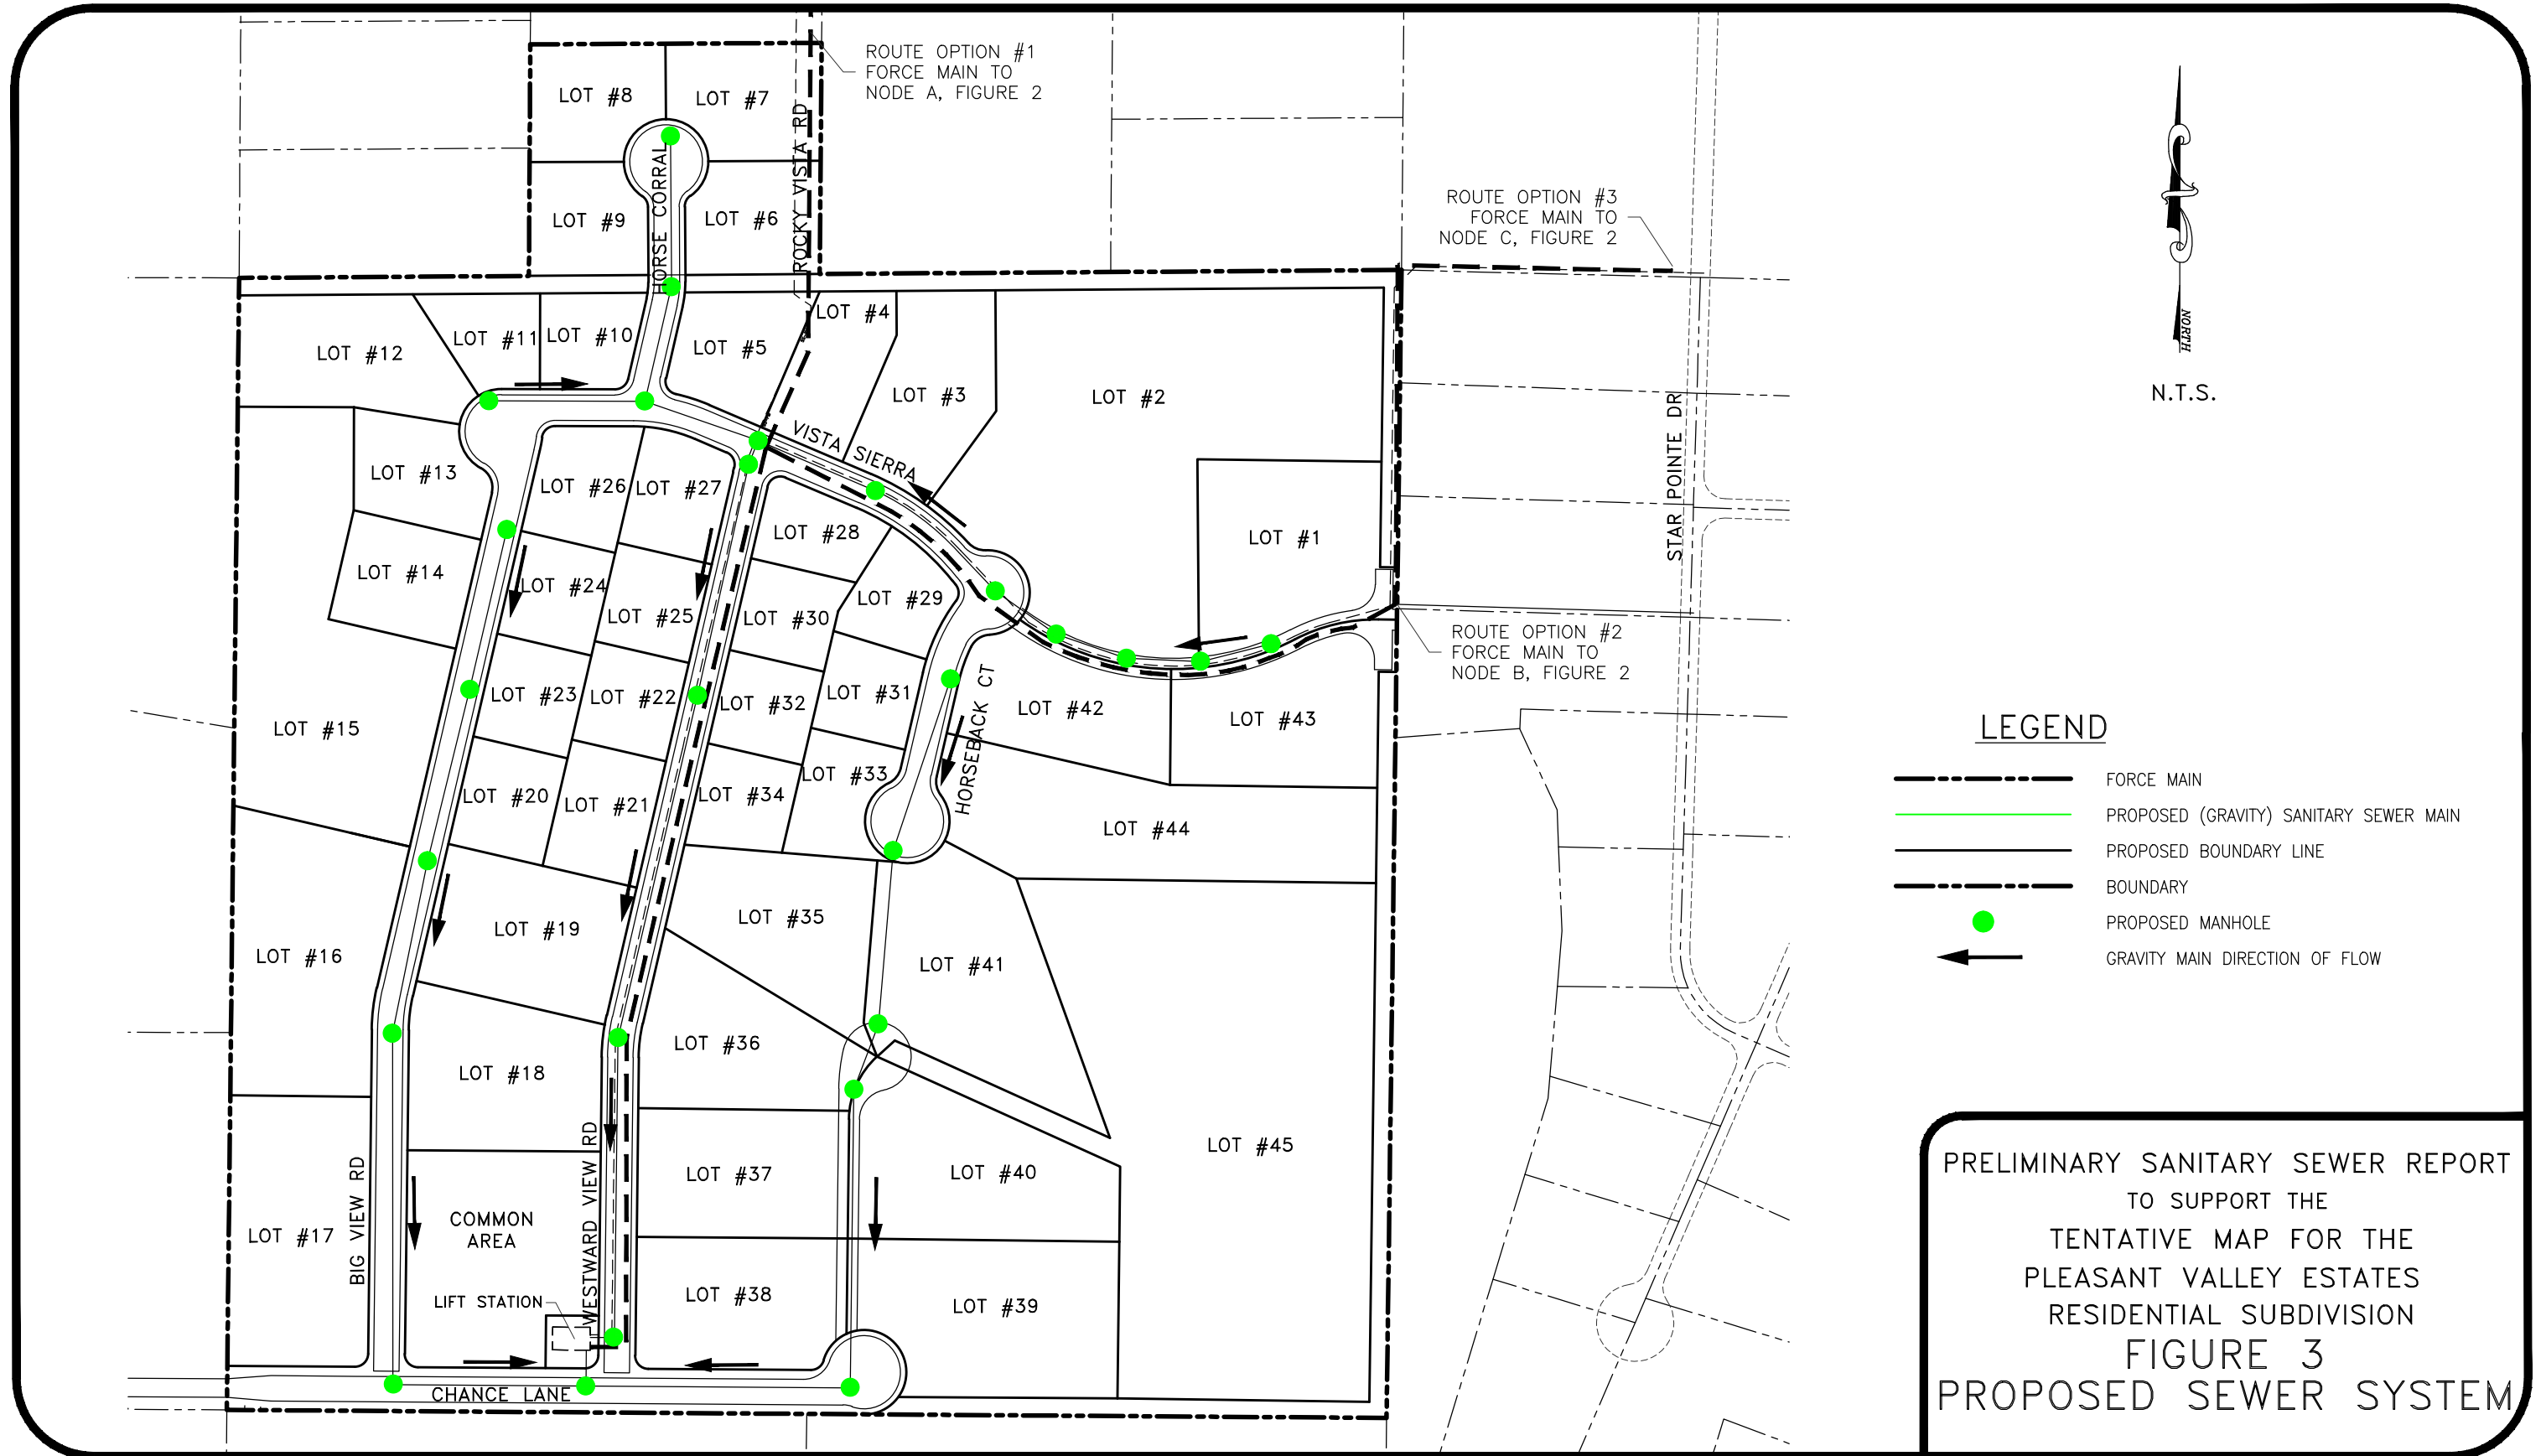 ROUTE OPTION #1
FORCE MAIN TO
NODE A, FIGURE 2
LOT #8
LOT #7
HORSE CORRAL
ROCKY VISTA RD
LOT #9
LOT #6
ROUTE OPTION #3
FORCE MAIN TO
NODE C, FIGURE 2
NORTH
N.T.S.
LOT #12
LOT #11
LOT #10
LOT #5
LOT #4
LOT #3
LOT #2
VISTA SIERRA
STAR POINTE DR
LOT #13
LOT #26
LOT #27
LOT #28
LOT #1
LOT #14
LOT #24
LOT #25
LOT #30
LOT #29
ROUTE OPTION #2
FORCE MAIN TO
NODE B, FIGURE 2
LOT #15
LOT #23
LOT #22
LOT #32
LOT #31
HORSEBACK CT
LOT #42
LOT #43
LOT #20
LOT #21
LOT #34
LOT #33
LOT #44
LEGEND
FORCE MAIN
PROPOSED (GRAVITY) SANITARY SEWER MAIN
PROPOSED BOUNDARY LINE
BOUNDARY
PROPOSED MANHOLE
GRAVITY MAIN DIRECTION OF FLOW
LOT #16
LOT #19
LOT #35
LOT #41
LOT #18
LOT #36
LOT #17
BIG VIEW RD
COMMON
AREA
WESTWARD VIEW RD
LOT #37
LOT #40
LOT #45
LIFT STATION
LOT #38
LOT #39
CHANCE LANE
PRELIMINARY SANITARY SEWER REPORT
TO SUPPORT THE
TENTATIVE MAP FOR THE
PLEASANT VALLEY ESTATES
RESIDENTIAL SUBDIVISION
FIGURE 3
PROPOSED SEWER SYSTEM